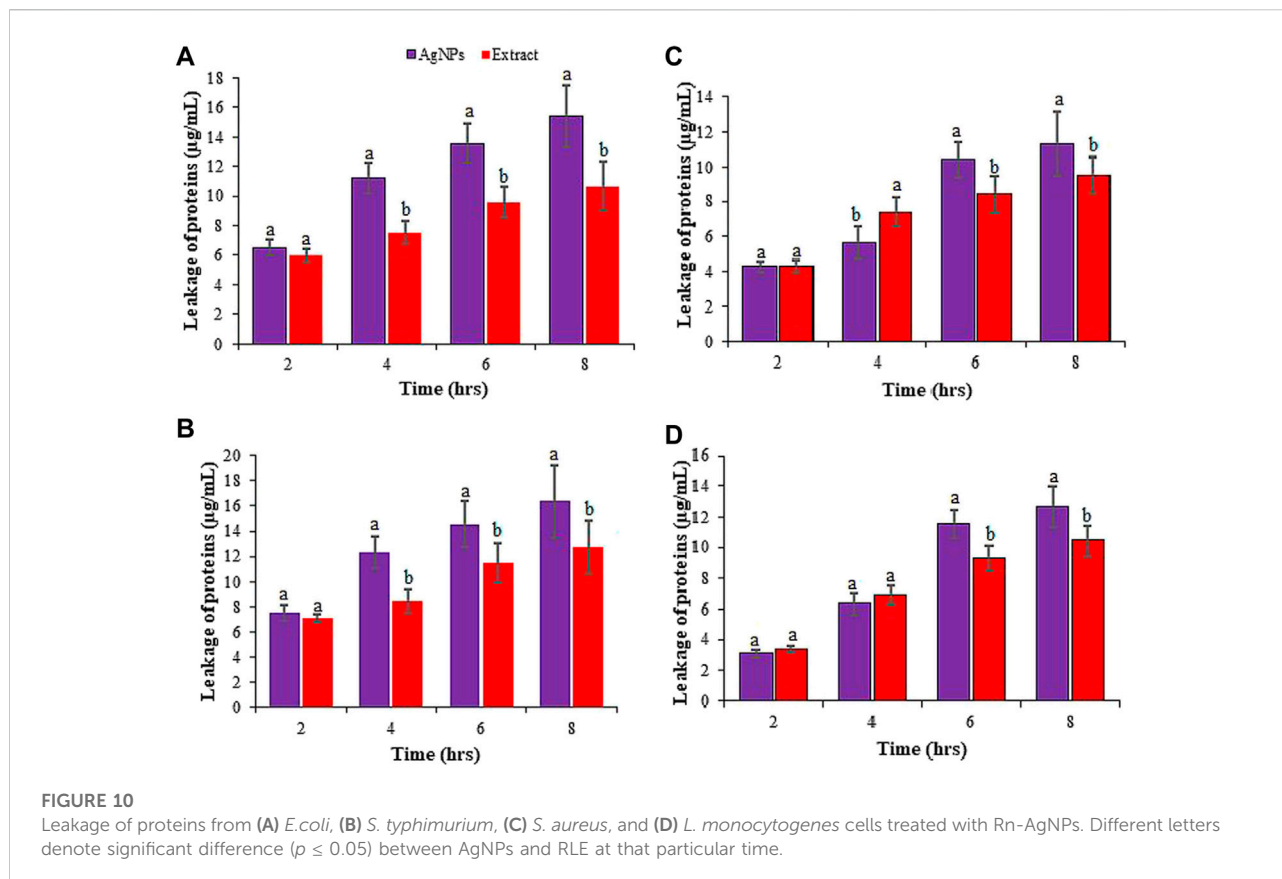 A
AgNPs Extract
18
16
14
12
10
8
6
4
2
0
Leakage of proteins (µg/mL)
a a
a b
a b
a b
2 4 6 8
Time (hrs)
C
14
12
10
8
6
4
2
0
Leakage of proteins (µg/mL)
a a
b a
a b
a b
2 4 6 8
Time (hrs)
B
20
18
16
14
12
10
8
6
4
2
0
Leakage of proteins (µg/mL)
a a
a b
a b
a b
2 4 6 8
Time (hrs)
D
16
14
12
10
8
6
4
2
0
Leakage of proteins (µg/mL)
a a
a a
a b
a b
2 4 6 8
Time (hrs)
FIGURE 10
Leakage of proteins from (A) E.coli, (B) S. typhimurium, (C) S. aureus, and (D) L. monocytogenes cells treated with Rn-AgNPs. Different letters
denote significant difference (p ≤ 0.05) between AgNPs and RLE at that particular time.